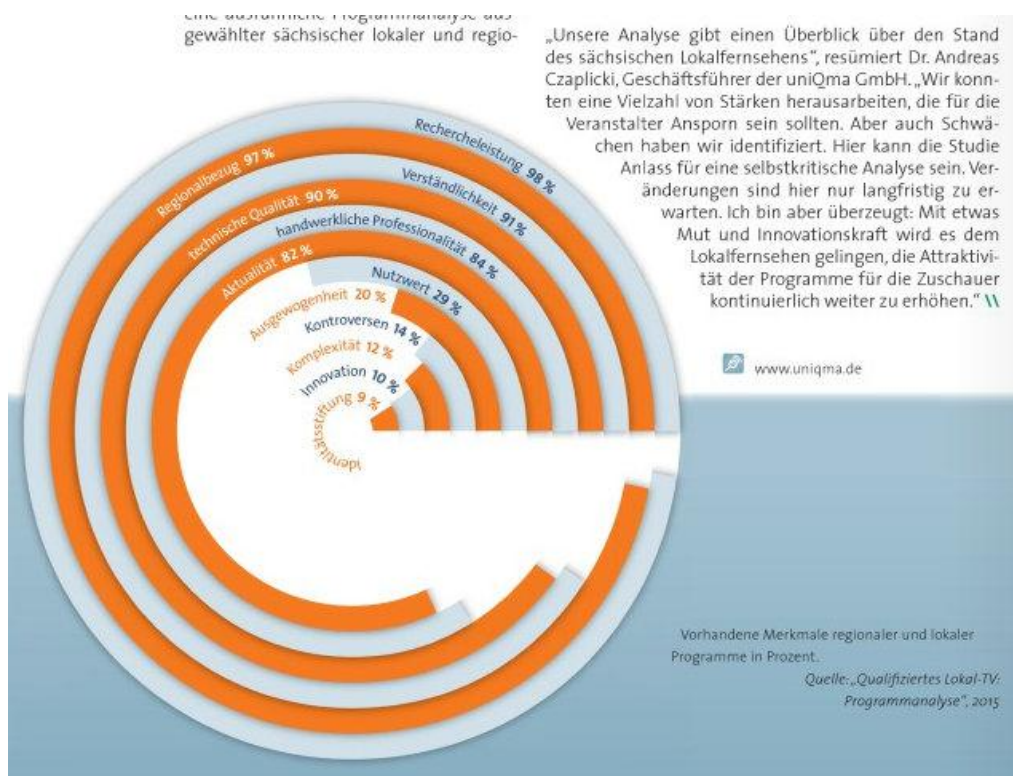 eine ausführliche Programmanalyse aus-
gewählter sächsischer lokaler und regio-
„Unsere Analyse gibt einen Überblick über den Stand
des sächsischen Lokalfernsehens“, resümiert Dr. Andreas
Czaplicki, Geschäftsführer der uniQma GmbH. „Wir konn-
ten eine Vielzahl von Stärken herausarbeiten, die für die
Veranstalter Ansporn sein sollten. Aber auch Schwä-
chen haben wir identifiziert. Hier kann die Studie
Anlass für eine selbstkritische Analyse sein. Ver-
änderungen sind hier nur langfristig zu er-
warten. Ich bin aber überzeugt: Mit etwas
Mut und Innovationskraft wird es dem
Lokalfernsehen gelingen, die Attraktivi-
tät der Programme für die Zuschauer
kontinuierlich weiter zu erhöhen.“ \\
www.uniqma.de
Rechercheleistung 98 %
Regionalbezug 97 %
Verständlichkeit 91 %
technische Qualität 90 %
handwerkliche Professionalität 84 %
Aktualität 82 %
Nutzwert 29 %
Ausgewogenheit 20 %
Kontroversen 14 %
Komplexität 12 %
Innovation 10 %
Identitätsstiftung 9 %
Vorhandene Merkmale regionaler und lokaler
Programme in Prozent.
Quelle: „Qualifiziertes Lokal-TV:
Programmanalyse“, 2015